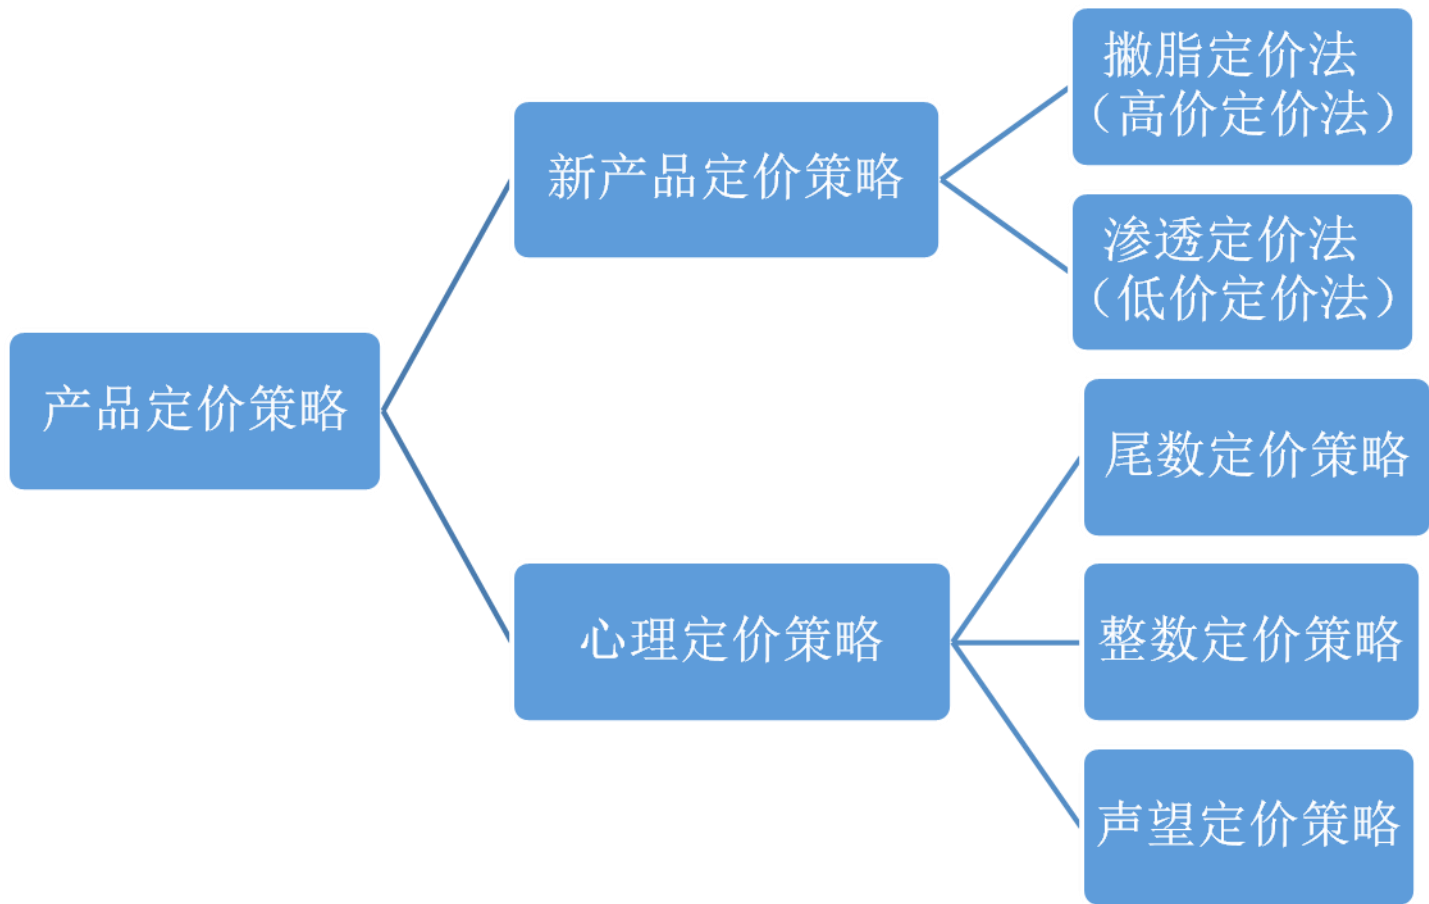 撇脂定价法
（高价定价法）
新产品定价策略
渗透定价法
（低价定价法）
产品定价策略
尾数定价策略
心理定价策略
整数定价策略
声望定价策略